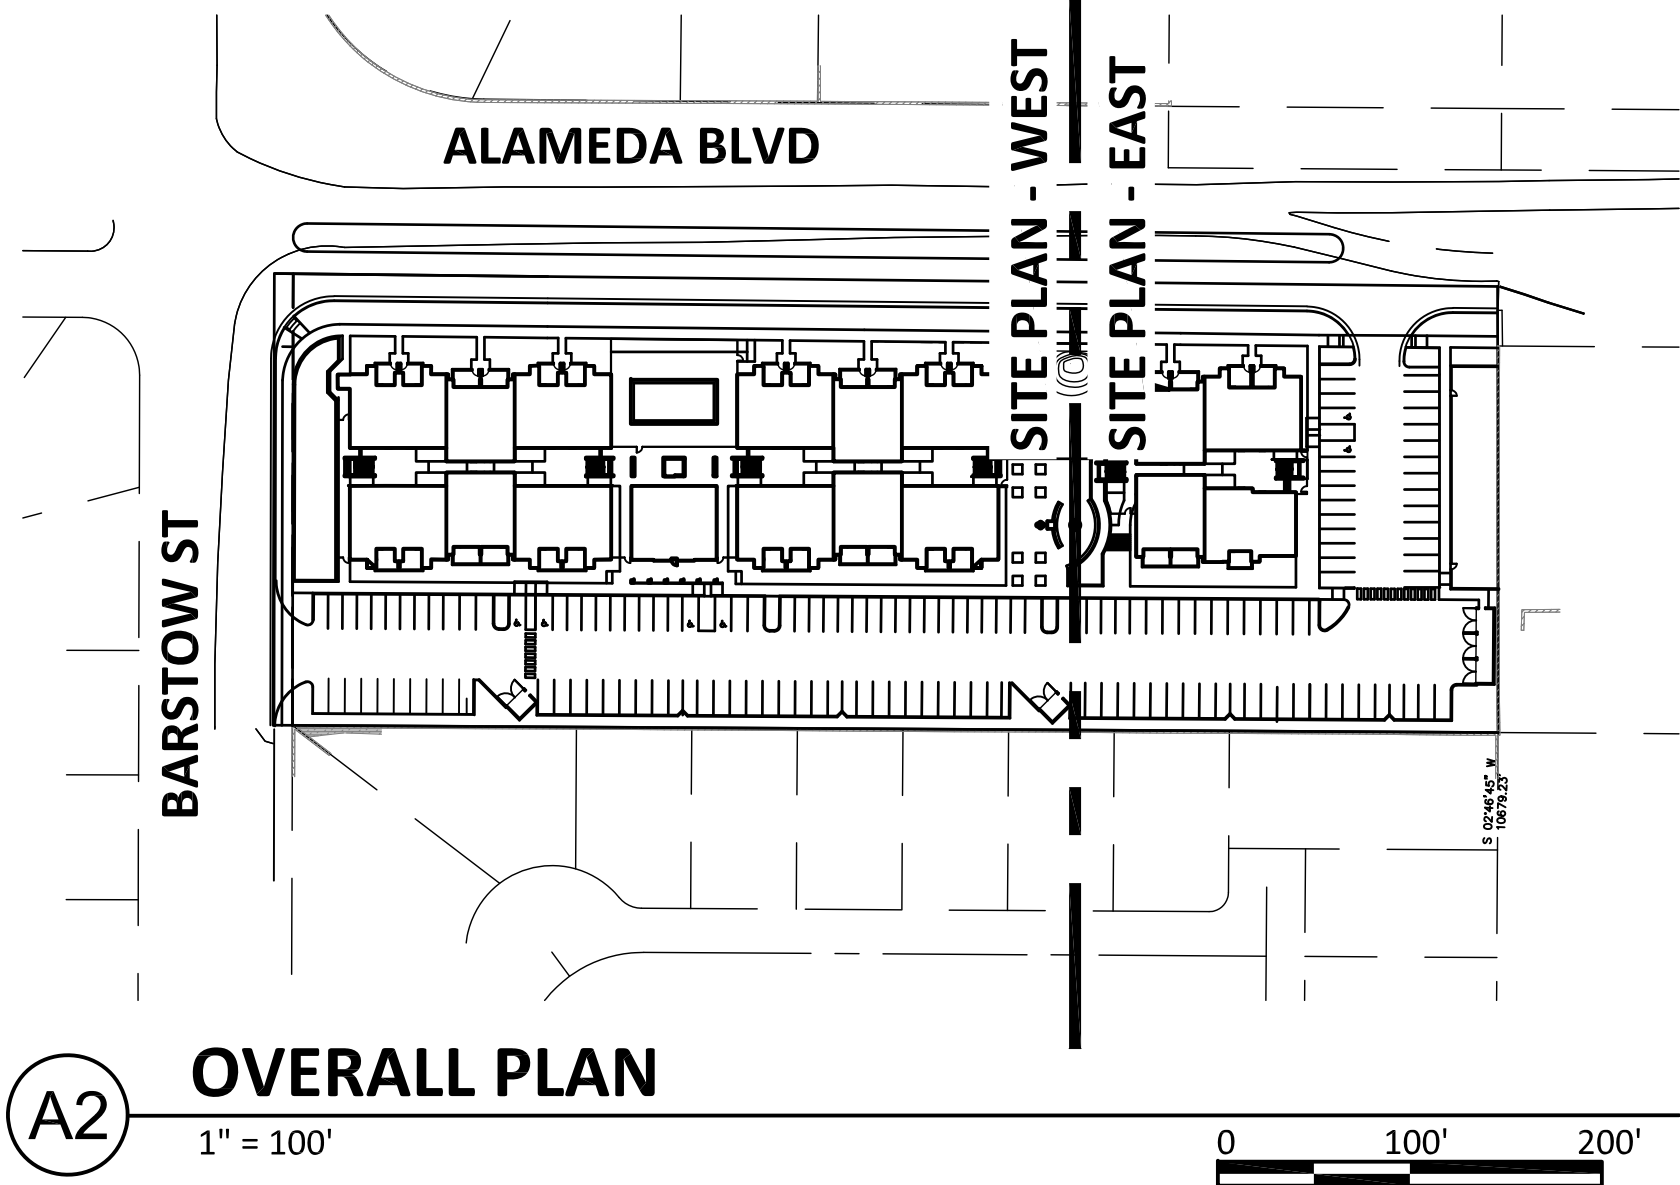 ALAMEDA BLVD
SITE PLAN - WEST
SITE PLAN - EAST
BARSTOW ST
S 02°46'45" W
10679.23'
OVERALL PLAN
A2
1" = 100'
0 100' 200'